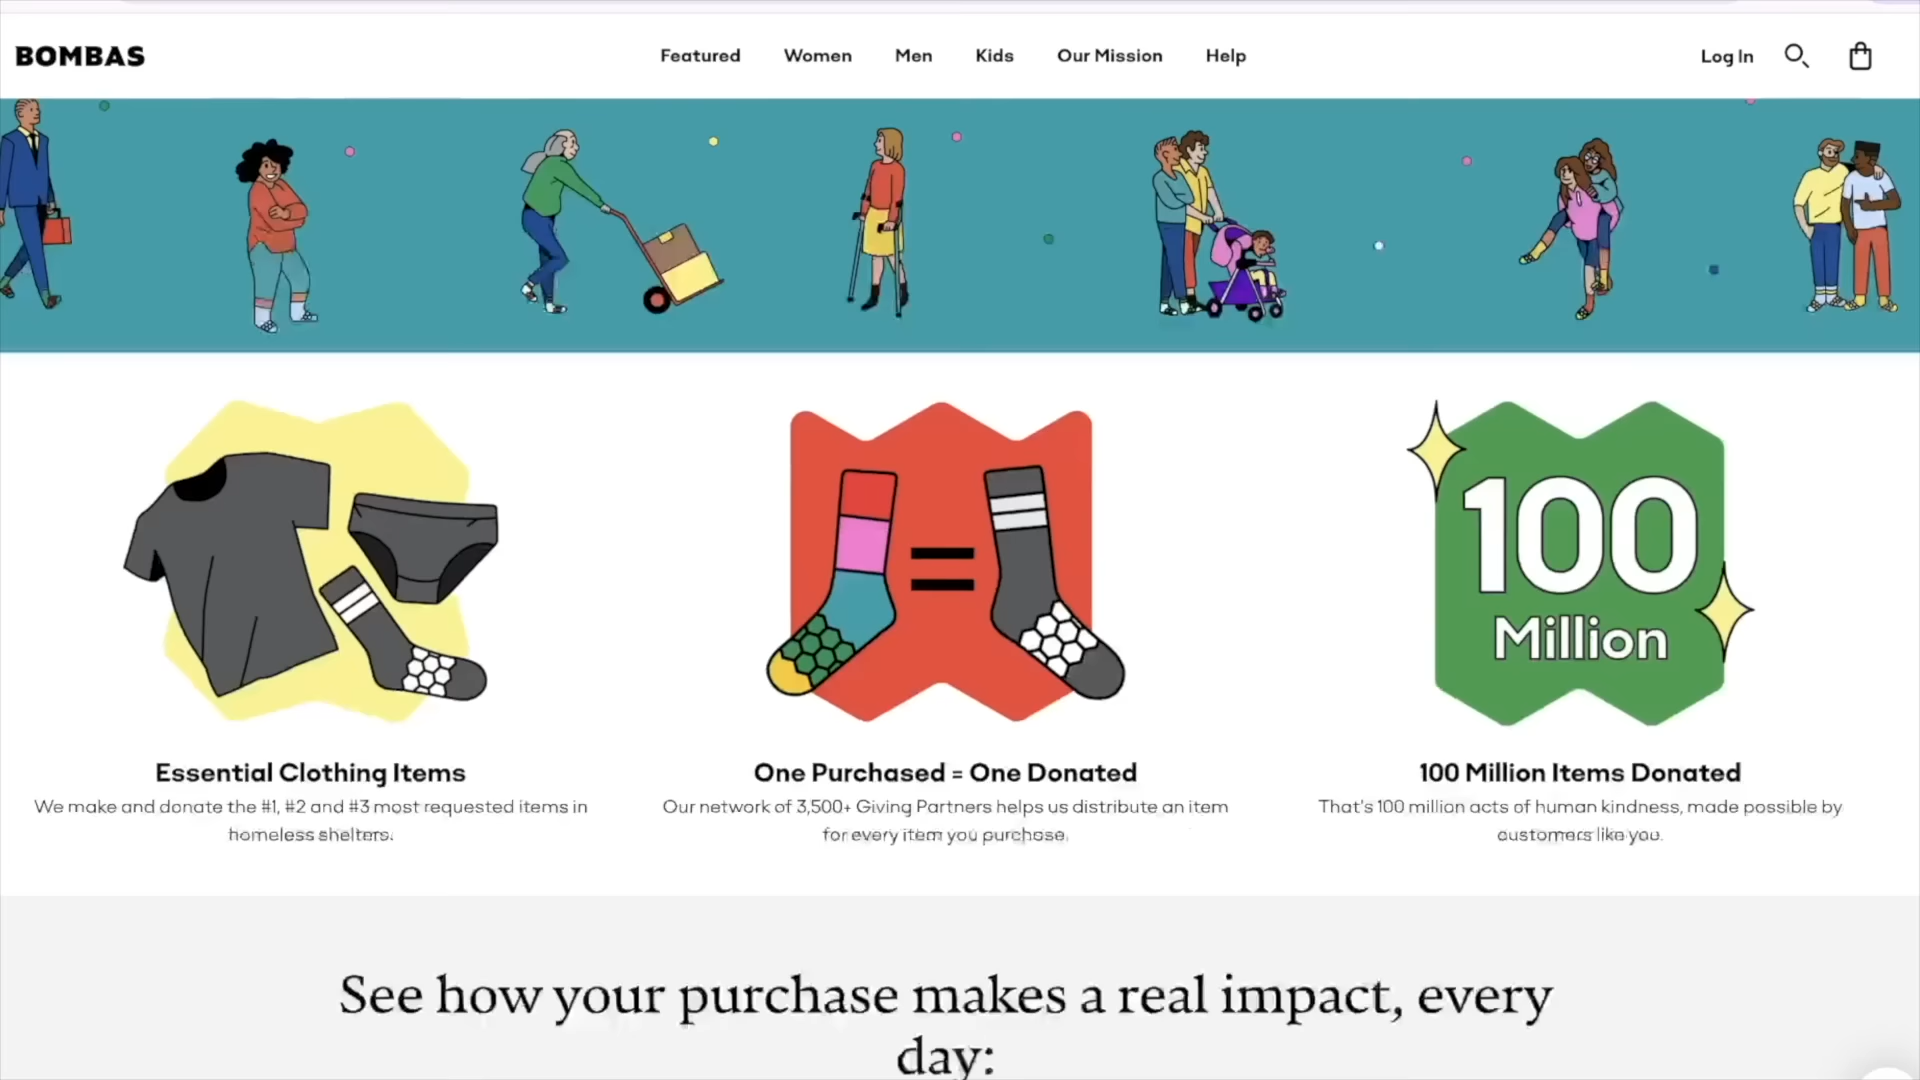 BOMBAS
Featured Women Men Kids Our Mission Help
Log In
100
Million
Essential Clothing Items
We make and donate the #1, #2 and #3 most requested items in
homeless shelters.
One Purchased = One Donated
Our network of 3,500+ Giving Partners helps us distribute an item
for every item you purchase.
100 Million Items Donated
That's 100 million acts of human kindness, made possible by
customers like you.
See how your purchase makes a real impact, every
day: